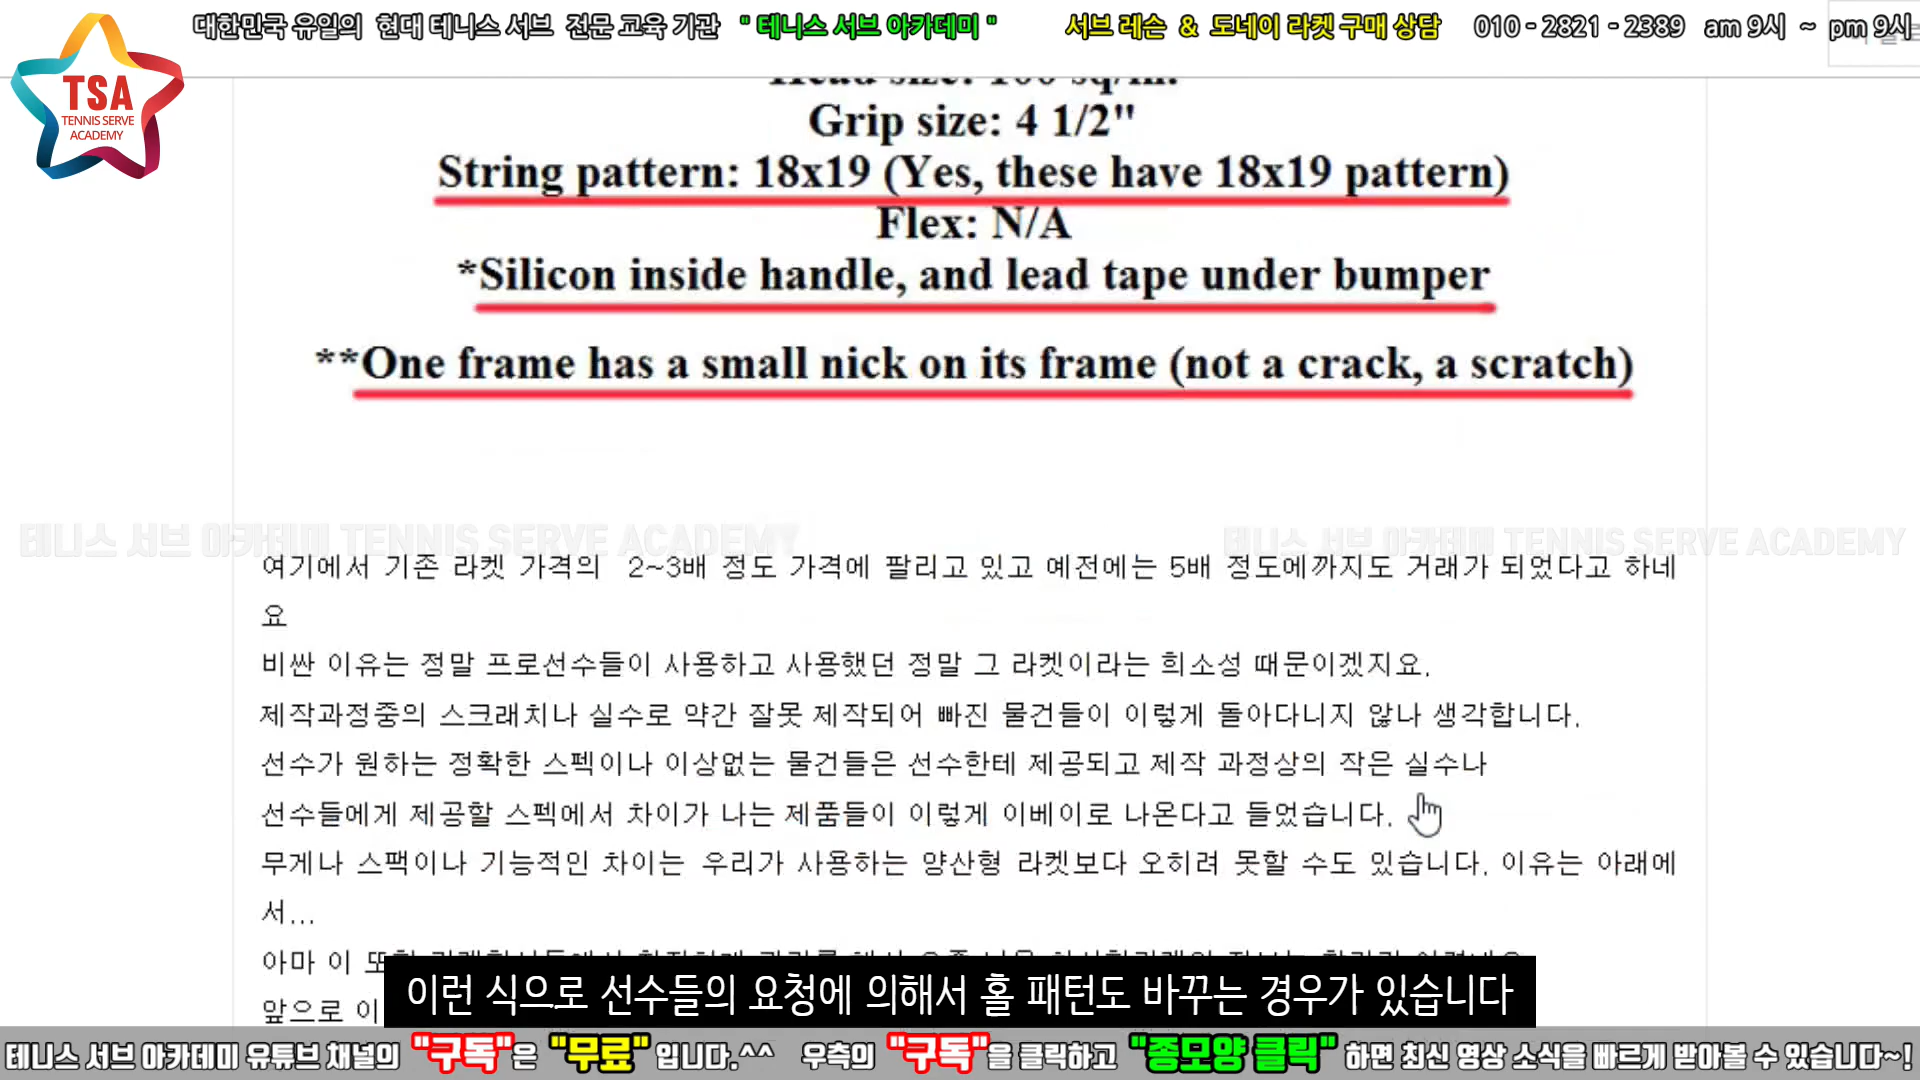 대한민국 유일의 현대 테니스 서브 전문 교육 기관 " 테니스 서브 아카데미 " 서브 레슨 & 도네이 라켓 구매 상담 010 - 2821 - 2389 am 9시 ~ pm 9시
TSA
TENNIS SERVE
ACADEMY
Head size: 100 sq/in.
Grip size: 4 1/2"
String pattern: 18x19 (Yes, these have 18x19 pattern)
Flex: N/A
*Silicon inside handle, and lead tape under bumper
**One frame has a small nick on its frame (not a crack, a scratch)
테니스 서브 아카데미 TENNIS SERVE ACADEMY 테니스 서브 아카데미 TENNIS SERVE ACADEMY
여기에서 기존 라켓 가격의 2~3배 정도 가격에 팔리고 있고 예전에는 5배 정도에까지도 거래가 되었다고 하네
요
비싼 이유는 정말 프로선수들이 사용하고 사용했던 정말 그 라켓이라는 희소성 때문이겠지요.
제작과정중의 스크래치나 실수로 약간 잘못 제작되어 빠진 물건들이 이렇게 돌아다니지 않나 생각합니다.
선수가 원하는 정확한 스펙이나 이상없는 물건들은 선수한테 제공되고 제작 과정상의 작은 실수나
선수들에게 제공할 스펙에서 차이가 나는 제품들이 이렇게 이베이로 나온다고 들었습니다.
무게나 스팩이나 기능적인 차이는 우리가 사용하는 양산형 라켓보다 오히려 못할 수도 있습니다. 이유는 아래에
서...
아마 이
앞으로 이
이런 식으로 선수들의 요청에 의해서 홀 패턴도 바꾸는 경우가 있습니다
테니스 서브 아카데미 유튜브 채널의 "구독"은 "무료"입니다.^^ 우측의 "구독"을 클릭하고 "종모양 클릭" 하면 최신 영상 소식을 빠르게 받아볼 수 있습니다~!